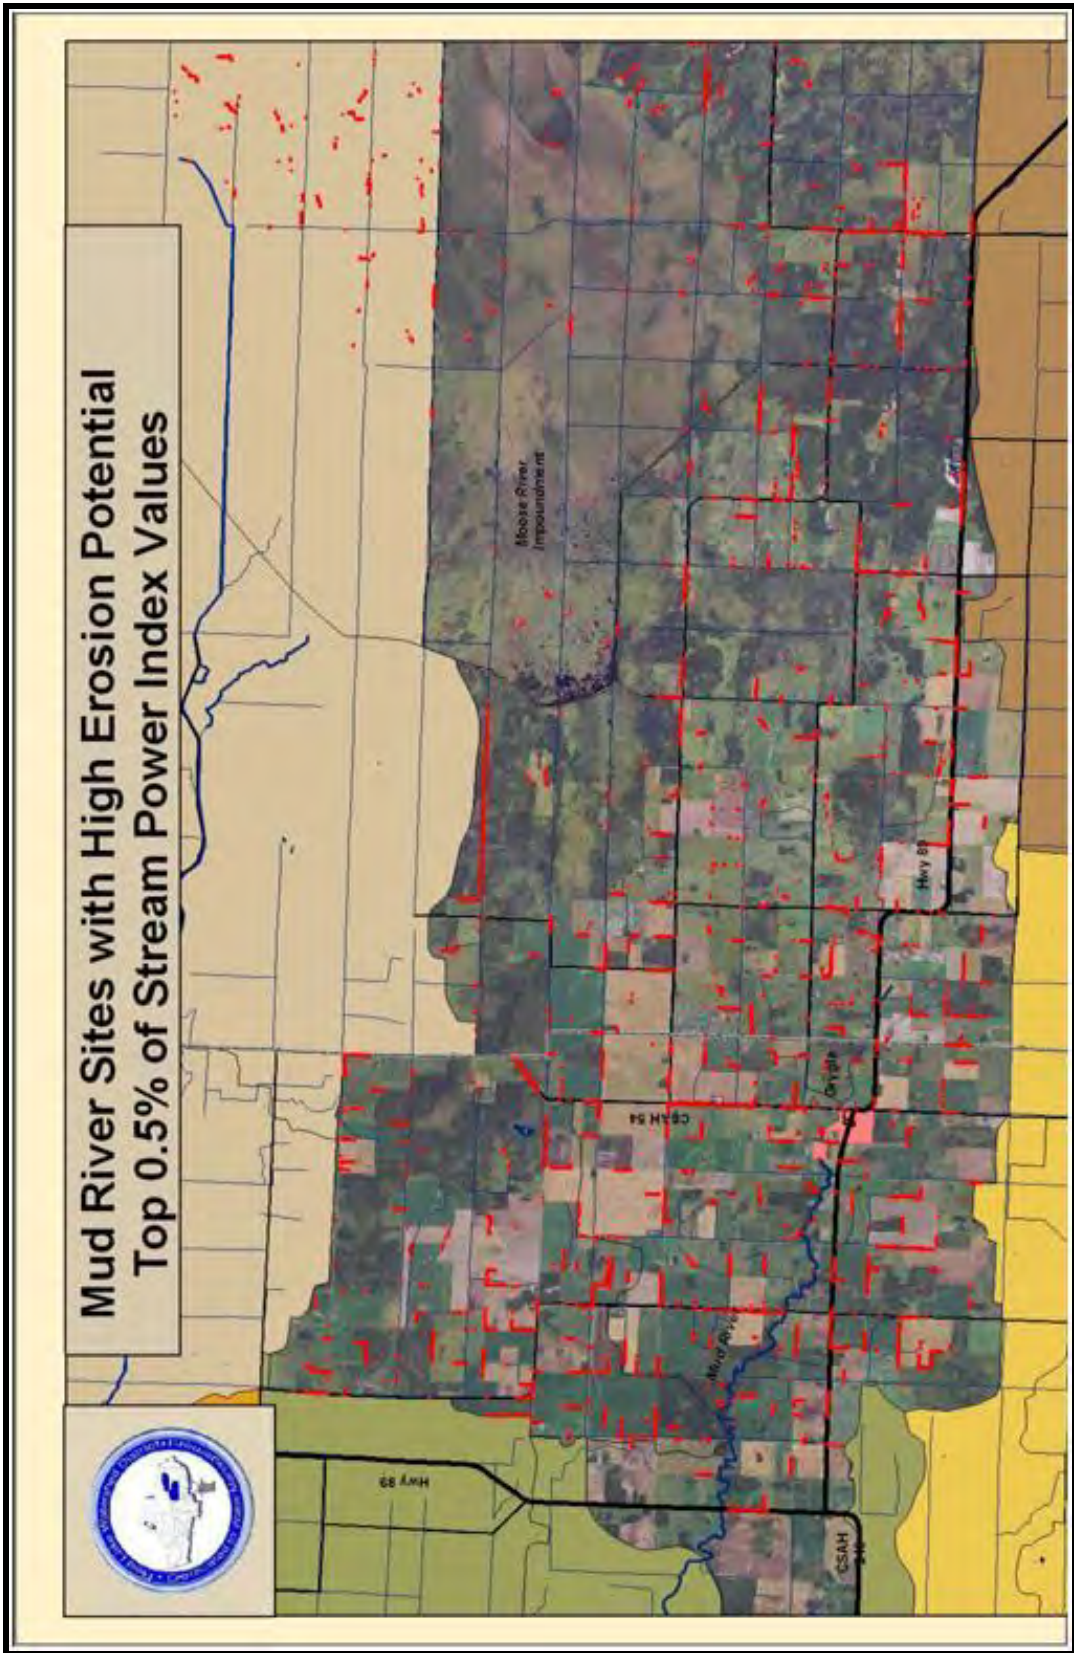 Mud River Sites with High Erosion Potential
Top 0.5% of Stream Power Index Values
Moose River
Impoundment
Hwy 89
Grygla
CSAH 54
Mud River
Hwy 89
CSAH